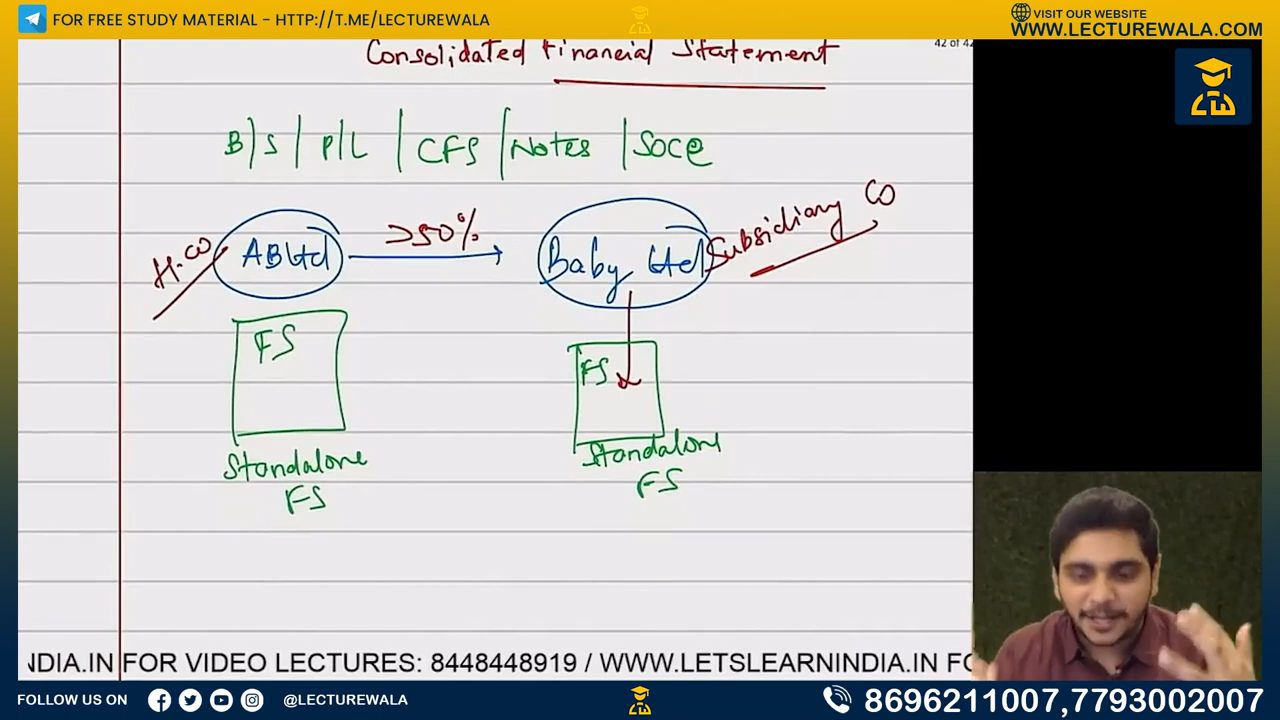 FOR FREE STUDY MATERIAL - HTTP://T.ME/LECTUREWALA
VISIT OUR WEBSITE
WWW.LECTUREWALA.COM
42 of 42
Consolidated Financial Statement
B/S | P/L | CFS | Notes | SOCE
H.CO AB Ltd >50% Baby Ltd Subsidiary CO
FS FS
Standalone FS
Standalone FS
NDIA.IN FOR VIDEO LECTURES: 8448448919 / WWW.LETSLEARNINDIA.IN FO
FOLLOW US ON @LECTUREWALA 8696211007,7793002007